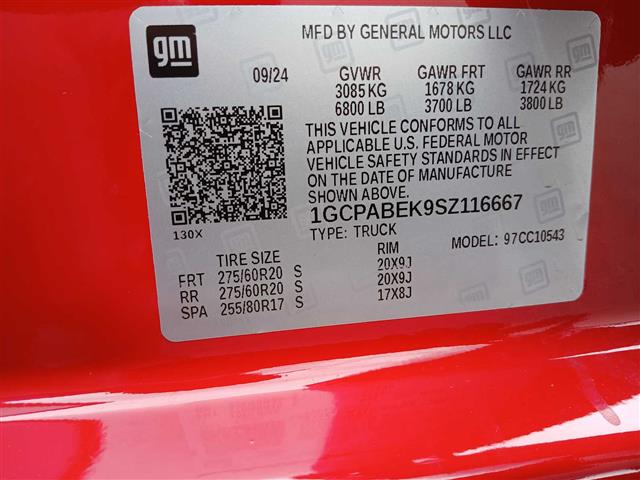 gm
MFD BY GENERAL MOTORS LLC
09/24 GVWR GAWR FRT GAWR RR
3085 KG 1678 KG 1724 KG
6800 LB 3700 LB 3800 LB
THIS VEHICLE CONFORMS TO ALL
APPLICABLE U.S. FEDERAL MOTOR
VEHICLE SAFETY STANDARDS IN EFFECT
ON THE DATE OF MANUFACTURE
SHOWN ABOVE.
1GCPABEK9SZ116667
130X
TYPE: TRUCK MODEL: 97CC10543
TIRE SIZE RIM
FRT 275/60R20 S 20X9J
RR 275/60R20 S 20X9J
SPA 255/80R17 S 17X8J